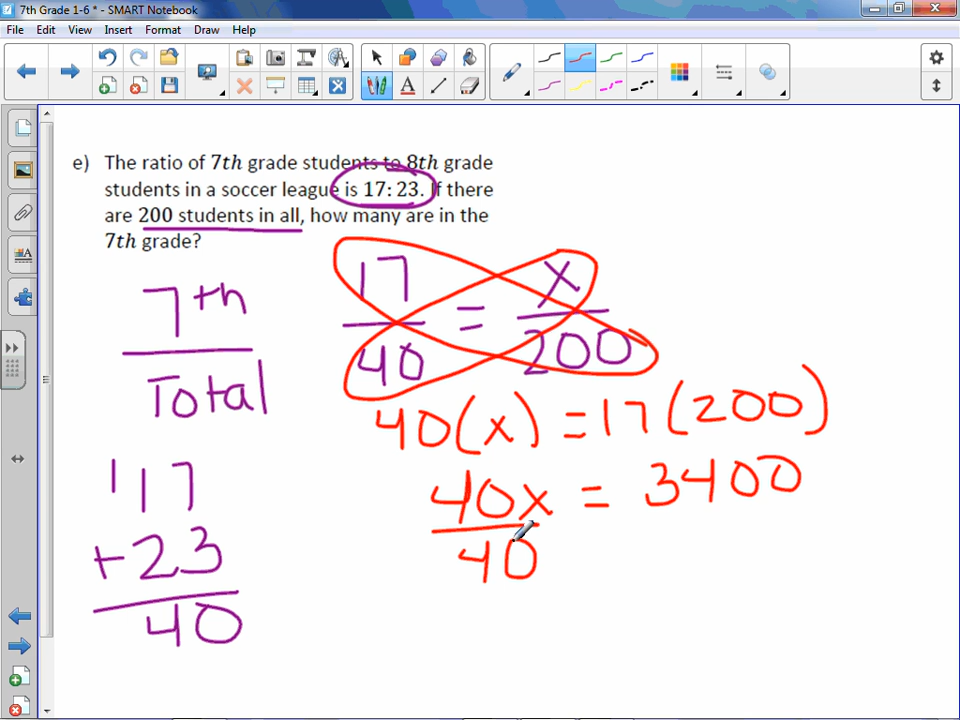 7th Grade 1-6 * - SMART Notebook
File Edit View Insert Format Draw Help
e) The ratio of 7th grade students to 8th grade
students in a soccer league is 17: 23. If there
are 200 students in all, how many are in the
7th grade?
7th
Total
17
40
=
x
200
40(x) = 17(200)
40x = 3400
40
1
17
+23
40